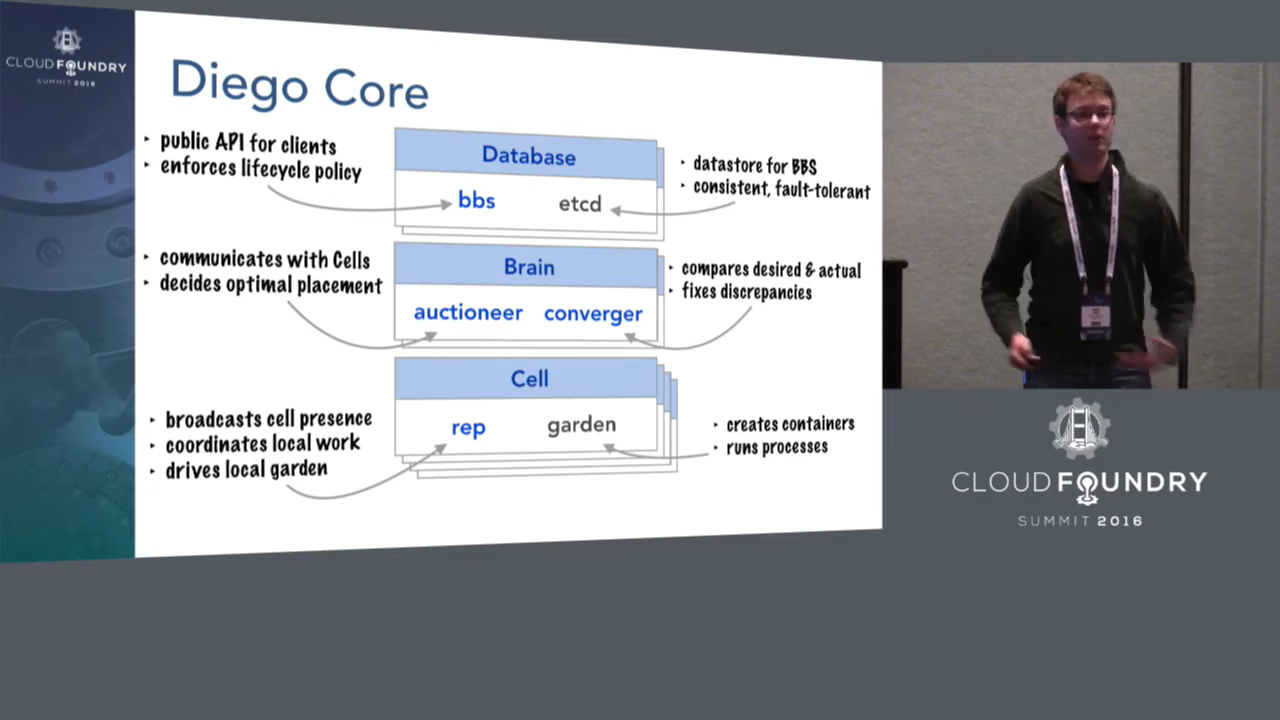 CLOUD FOUNDRY
SUMMIT 2016
Diego Core
‣ public API for clients
‣ enforces lifecycle policy
Database
bbs etcd
‣ datastore for BBS
‣ consistent, fault-tolerant
‣ communicates with Cells
‣ decides optimal placement
Brain
auctioneer converger
‣ compares desired & actual
‣ fixes discrepancies
‣ broadcasts cell presence
‣ coordinates local work
‣ drives local garden
Cell
rep garden
‣ creates containers
‣ runs processes
CLOUD FOUNDRY
SUMMIT 2016